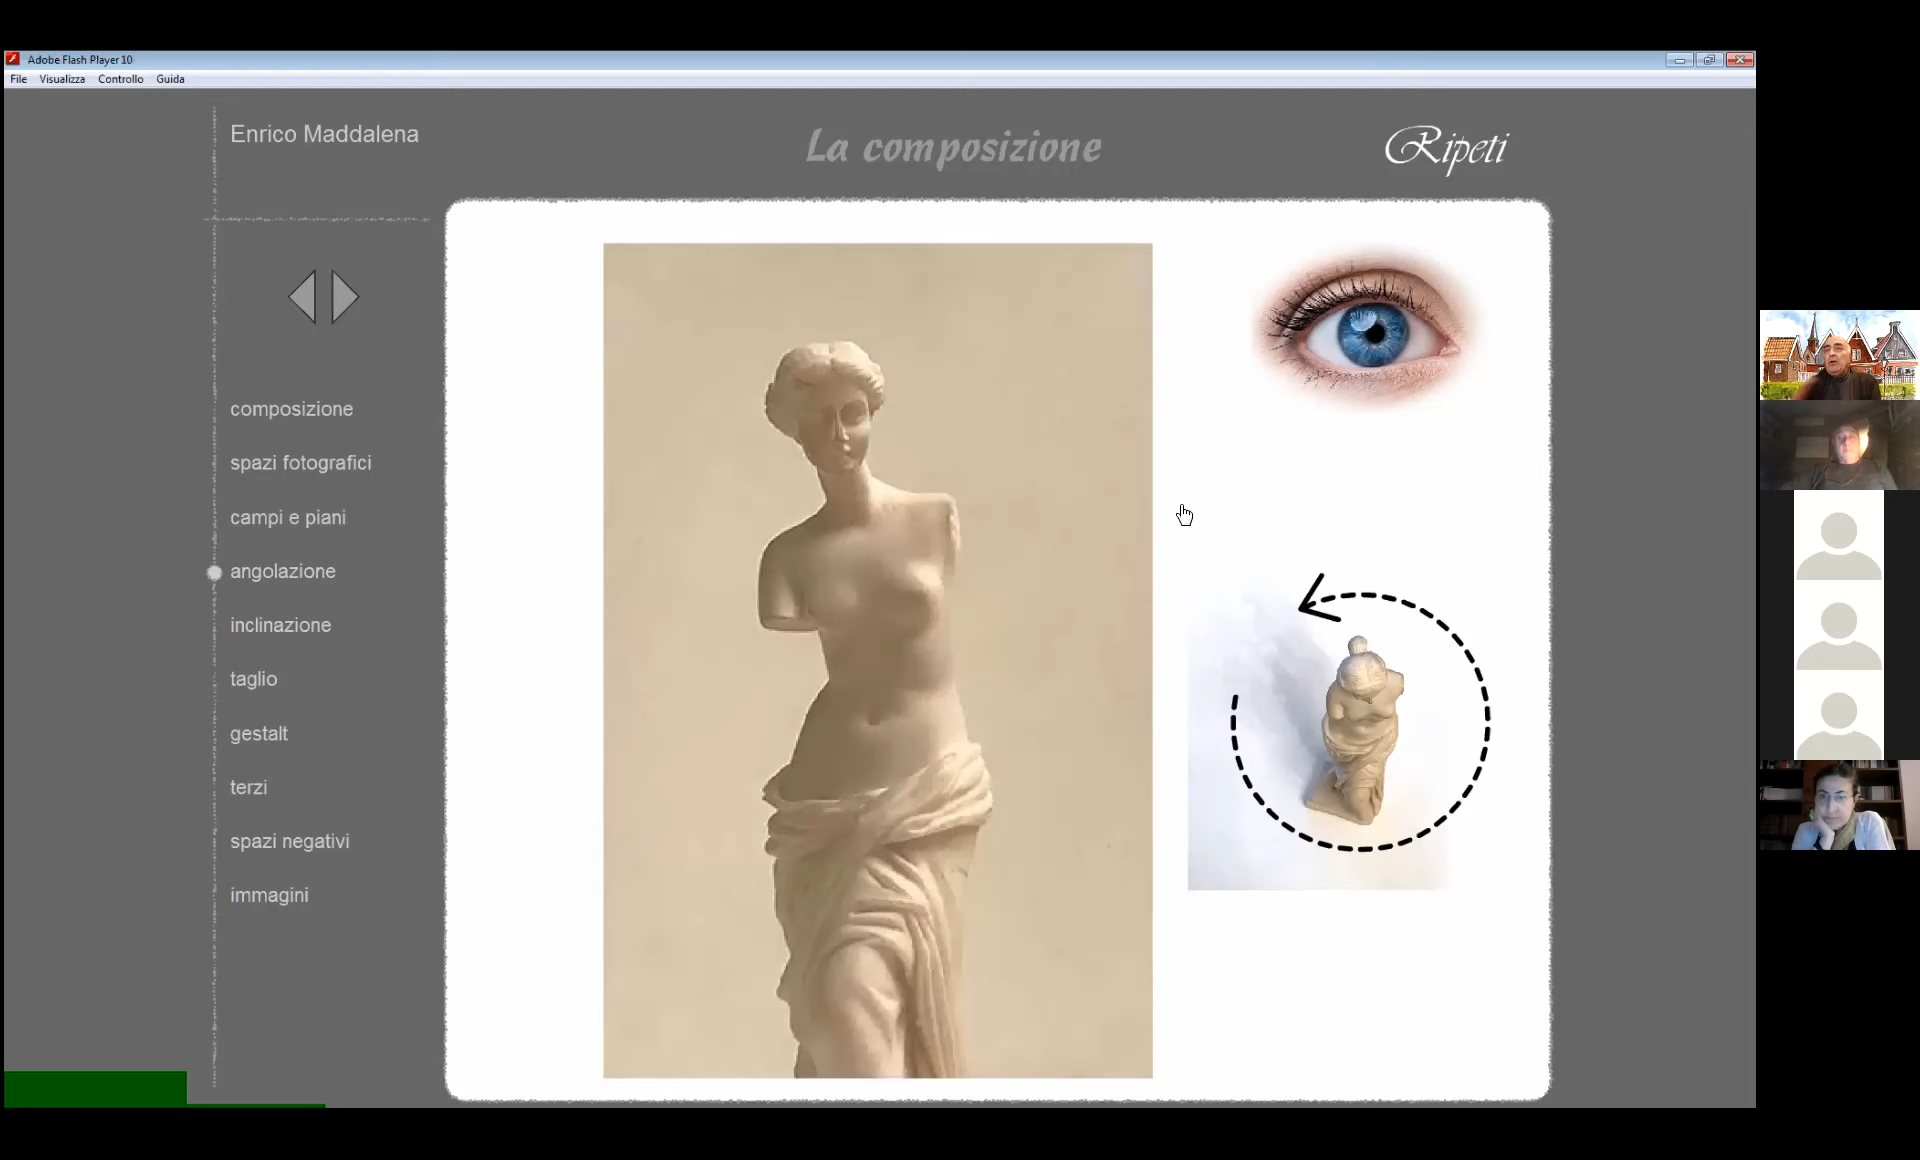 Adobe Flash Player 10
File Visualizza Controllo Guida
Enrico Maddalena
La composizione
Ripeti
composizione
spazi fotografici
campi e piani
angolazione
inclinazione
taglio
gestalt
terzi
spazi negativi
immagini